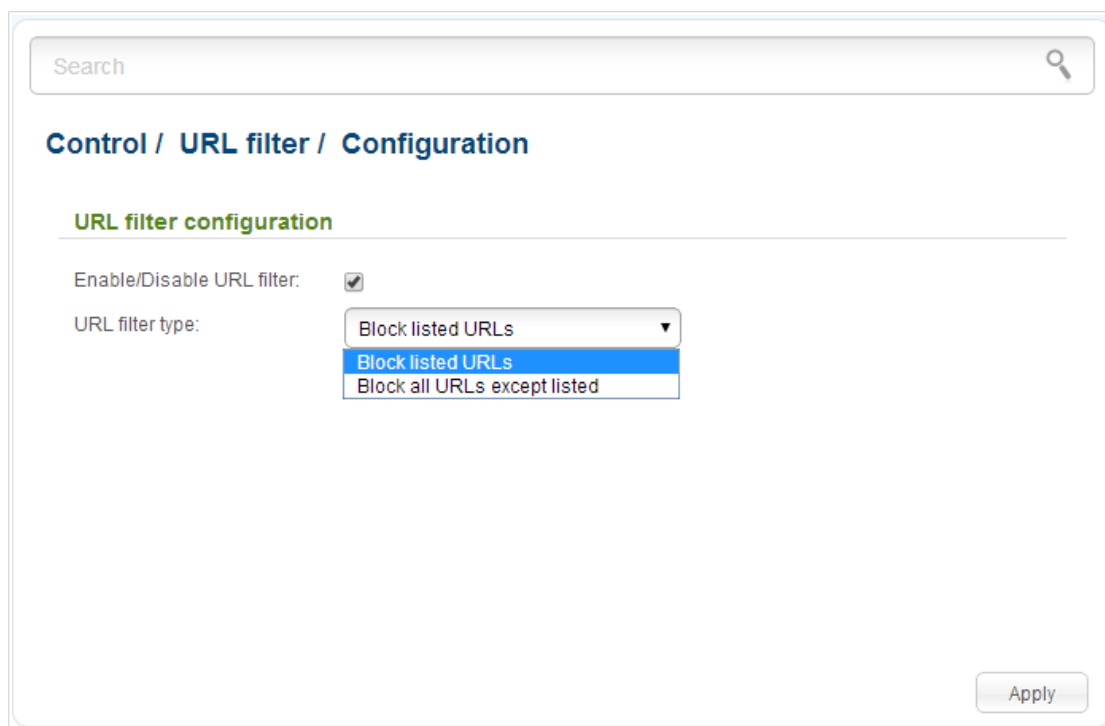 Search
Control / URL filter / Configuration
URL filter configuration
Enable/Disable URL filter:
URL filter type:
Block listed URLs
Block listed URLs
Block all URLs except listed
Apply